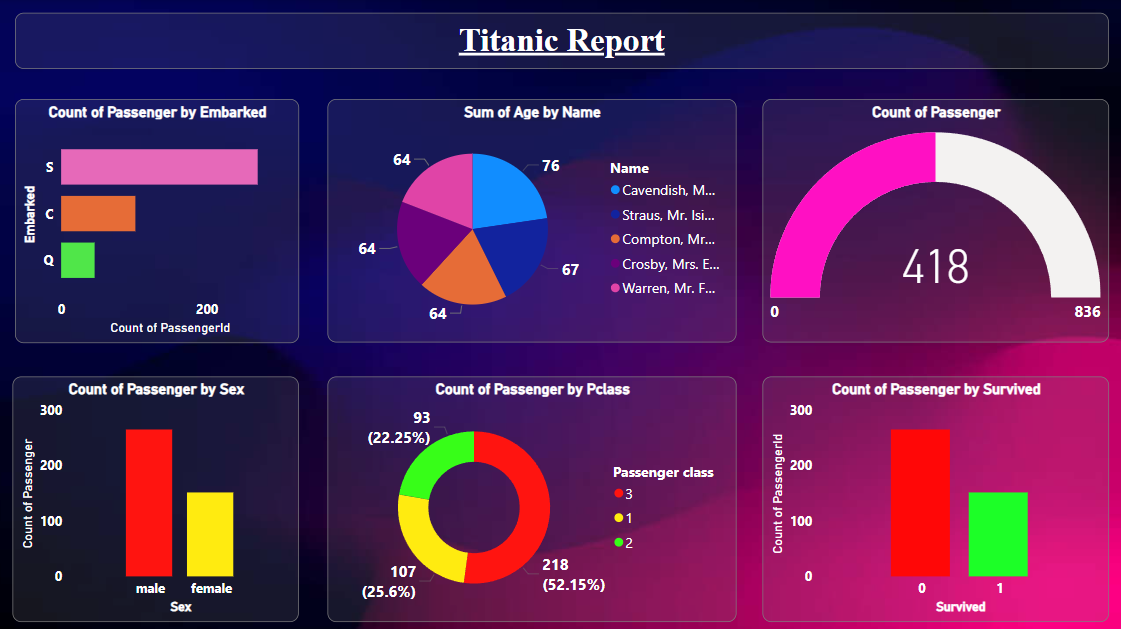 Titanic Report
Count of Passenger by Embarked
Embarked
S
C
Q
0 200
Count of PassengerId
Sum of Age by Name
64
76
64
67
64
Name
Cavendish, M...
Straus, Mr. Isi...
Compton, Mr...
Crosby, Mrs. E...
Warren, Mr. F...
Count of Passenger
418
0 836
Count of Passenger by Sex
Count of Passenger
300
200
100
0
male female
Sex
Count of Passenger by Pclass
93
(22.25%)
107
(25.6%)
218
(52.15%)
Passenger class
3
1
2
Count of Passenger by Survived
Count of PassengerId
300
200
100
0
0 1
Survived